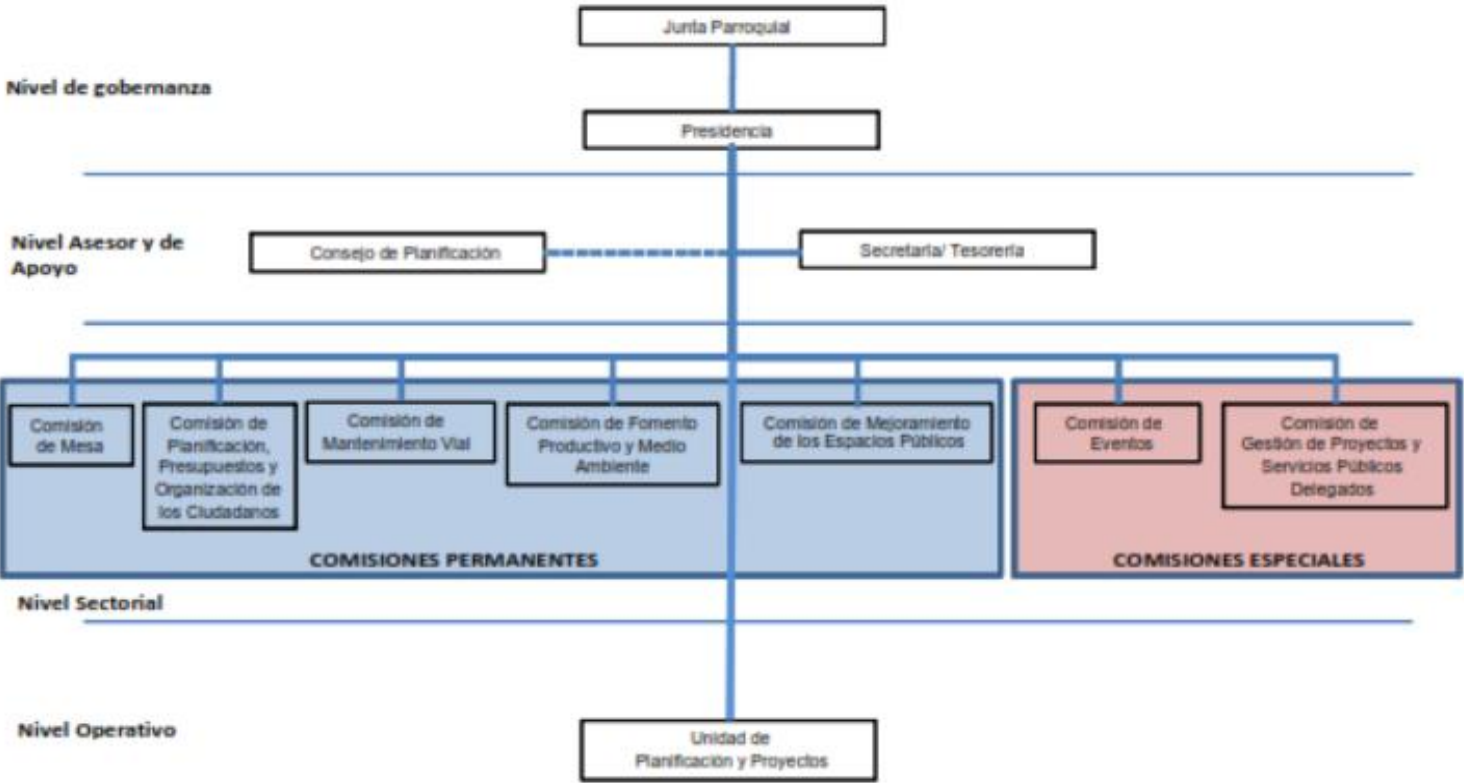 Junta Parroquial
Nivel de gobernanza
Presidencia
Nivel Asesor y de
Apoyo
Consejo de Planificación
Secretaria/ Tesorería
Comisión
de Mesa
Comisión de
Planificación,
Presupuestos y
Organización de
los Ciudadanos
Comisión de
Mantenimiento Vial
Comisión de Fomento
Productivo y Medio
Ambiente
Comisión de Mejoramiento
de los Espacios Públicos
Comisión de
Eventos
Comisión de
Gestión de Proyectos y
Servicios Públicos
Delegados
COMISIONES PERMANENTES
COMISIONES ESPECIALES
Nivel Sectorial
Nivel Operativo
Unidad de
Planificación y Proyectos